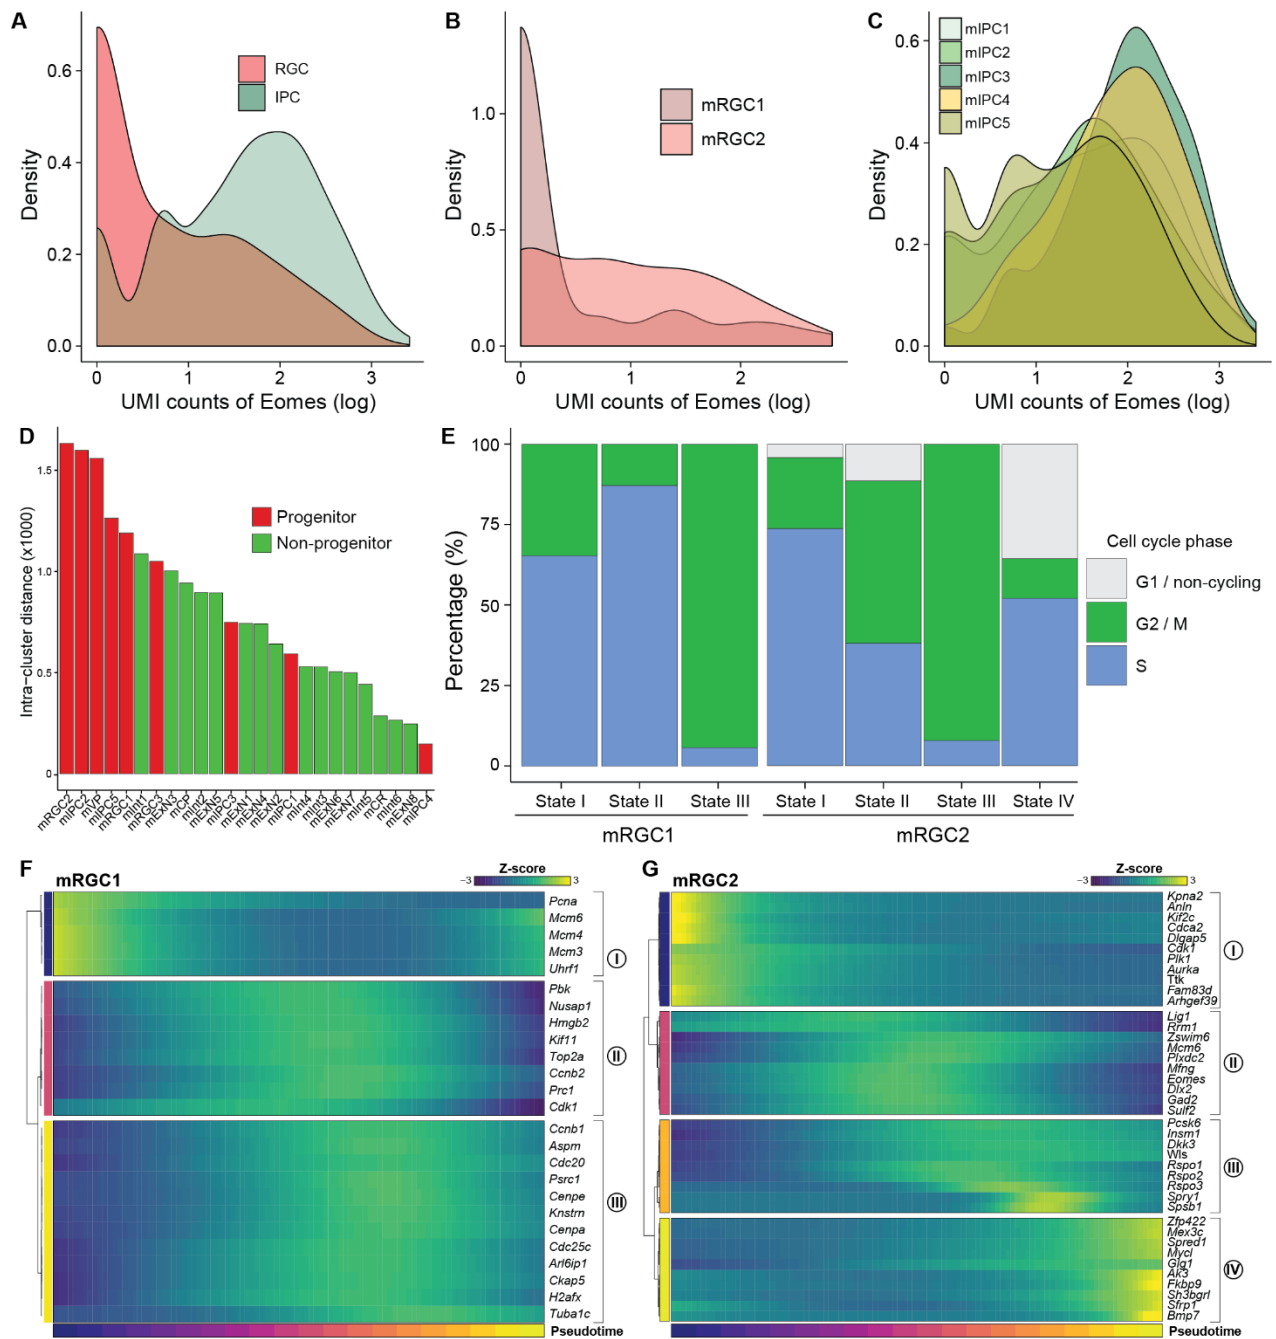 A
RGC
IPC
Density
0.6
0.4
0.2
0.0
0
1
2
3
UMI counts of Eomes (log)
B
mRGC1
mRGC2
Density
1.0
0.5
0.0
0
1
2
UMI counts of Eomes (log)
C
mIPC1
mIPC2
mIPC3
mIPC4
mIPC5
Density
0.6
0.4
0.2
0.0
0
1
2
3
UMI counts of Eomes (log)
D
Progenitor
Non-progenitor
Intra-cluster distance (x1000)
1.5
1.0
0.5
0
mRGC2
mIPC2
mVP
mIPC5
mRGC1
mInt1
mRGC3
mExN3
mCP
mInt2
mExN5
mIPC3
mExN1
mExN4
mExN2
mIPC1
mInt4
mInt3
mExN6
mExN7
mInt5
mCR
mInt6
mExN8
mIPC4
E
Percentage (%)
100
75
50
25
0
State I
State II
State III
State I
State II
State III
State IV
mRGC1
mRGC2
Cell cycle phase
G1 / non-cycling
G2 / M
S
F
mRGC1
Z-score
-3
3
Pcna
Mcm6
Mcm4
Mcm3
Uhrf1
I
Pbk
Nusap1
Hmgb2
Kif11
Top2a
Ccnb2
Prc1
Cdk1
II
Ccnb1
Aspm
Cdc20
Psrc1
Cenpe
Knstrn
Cenpa
Cdc25c
Arl6ip1
Ckap5
H2afx
Tuba1c
III
Pseudotime
G
mRGC2
Z-score
-3
3
Kpna2
Anln
Kif2c
Cdca2
Dlgap5
Cdk1
Plk1
Aurka
Ttk
Fam83d
Arhgef39
I
Lig1
Rrm1
Zswim6
Mcm6
Plxdc2
Mfng
Eomes
Dlx2
Gad2
Sulf2
II
Pcsk6
Insm1
Dkk3
Wls
Rspo1
Rspo2
Rspo3
Spry1
Spsb1
III
Zfp422
Mex3c
Spred1
Mycl
Glg1
Ak3
Fkbp9
Sh3bgrl
Sfrp1
Bmp7
IV
Pseudotime